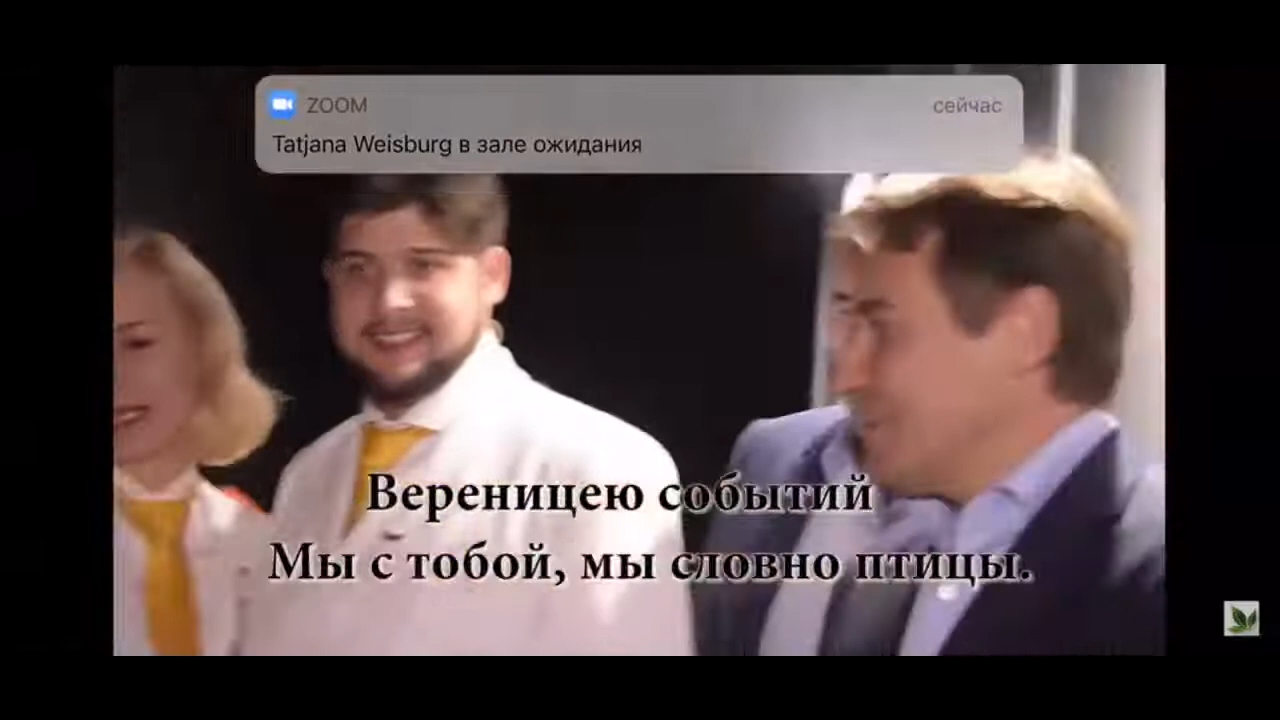 ZOOM
сейчас
Tatjana Weisburg в зале ожидания
Вереницею событий
Мы с тобой, мы словно птицы.